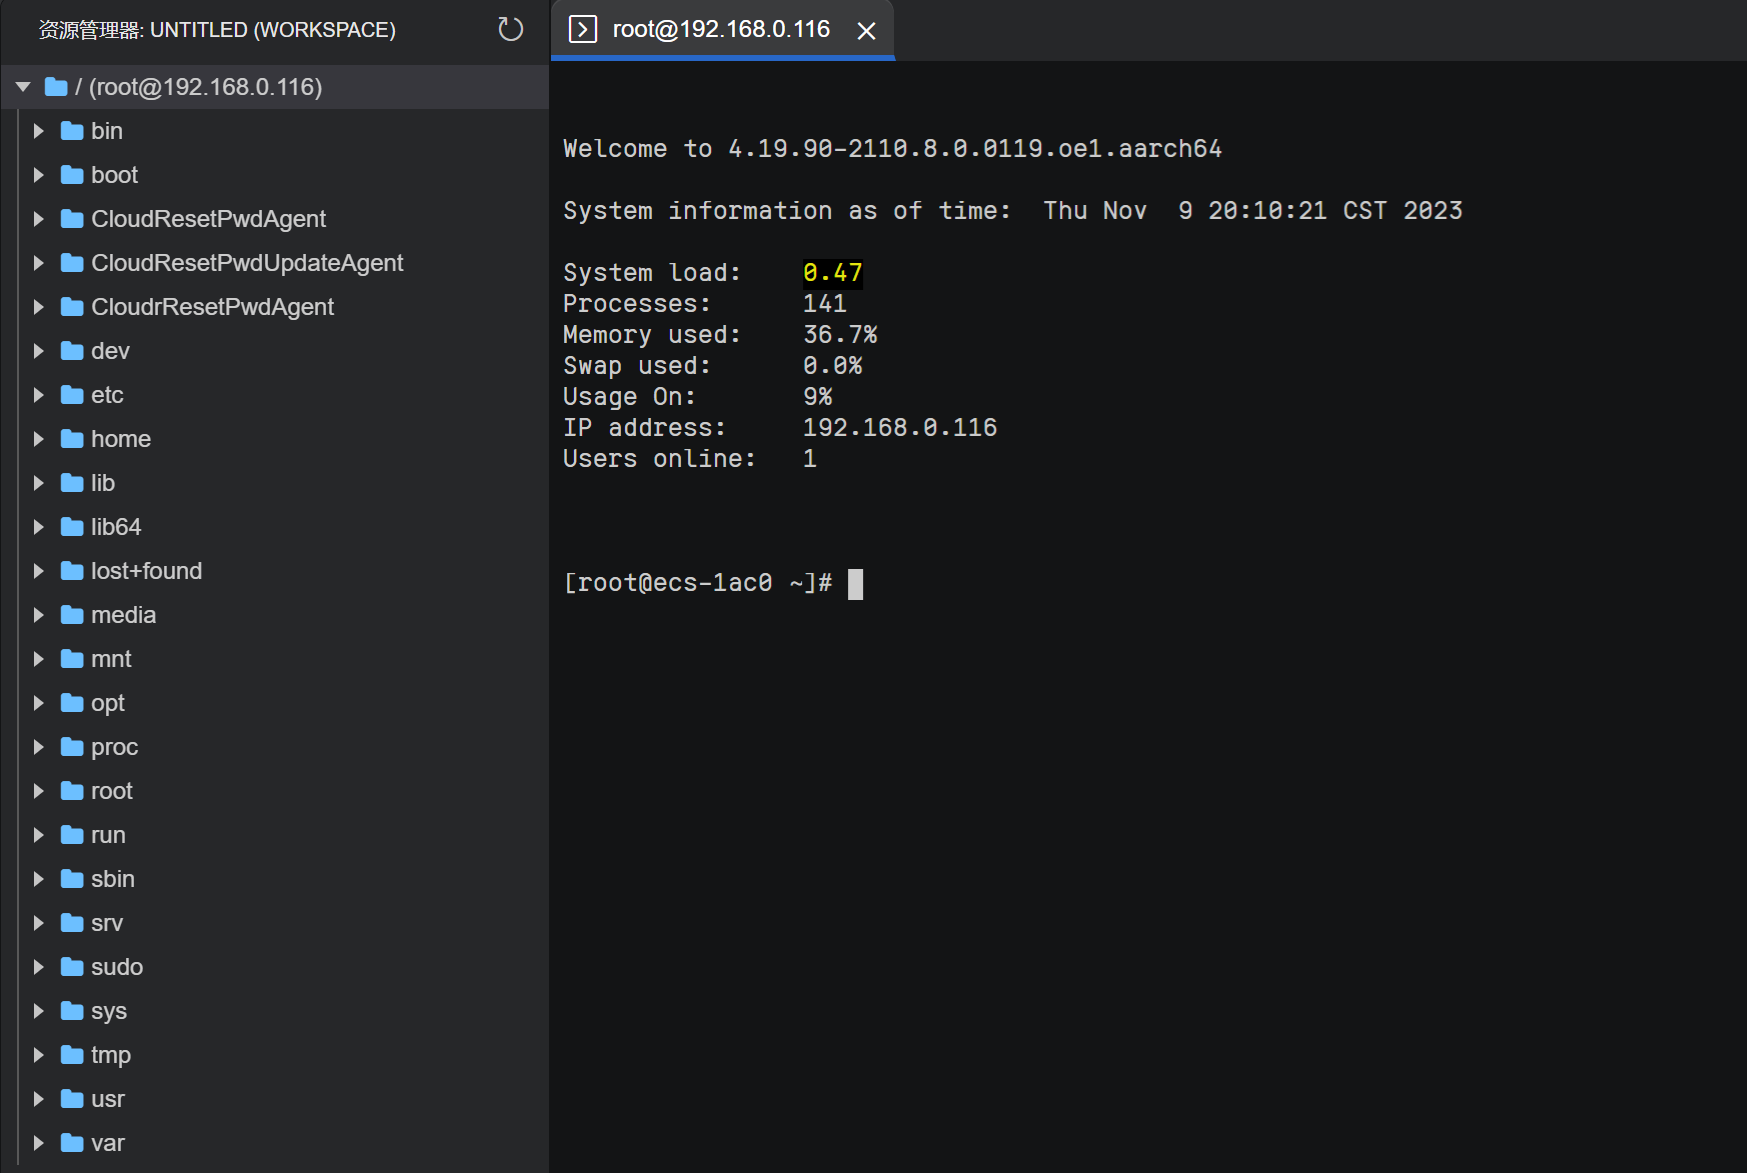 资源管理器: UNTITLED (WORKSPACE)
/ (root@192.168.0.116)
bin
boot
CloudResetPwdAgent
CloudResetPwdUpdateAgent
CloudrResetPwdAgent
dev
etc
home
lib
lib64
lost+found
media
mnt
opt
proc
root
run
sbin
srv
sudo
sys
tmp
usr
var
root@192.168.0.116
Welcome to 4.19.90-2110.8.0.0119.oe1.aarch64
System information as of time:  Thu Nov  9 20:10:21 CST 2023
System load:    0.47
Processes:      141
Memory used:    36.7%
Swap used:      0.0%
Usage On:       9%
IP address:     192.168.0.116
Users online:   1
[root@ecs-1ac0 ~]#